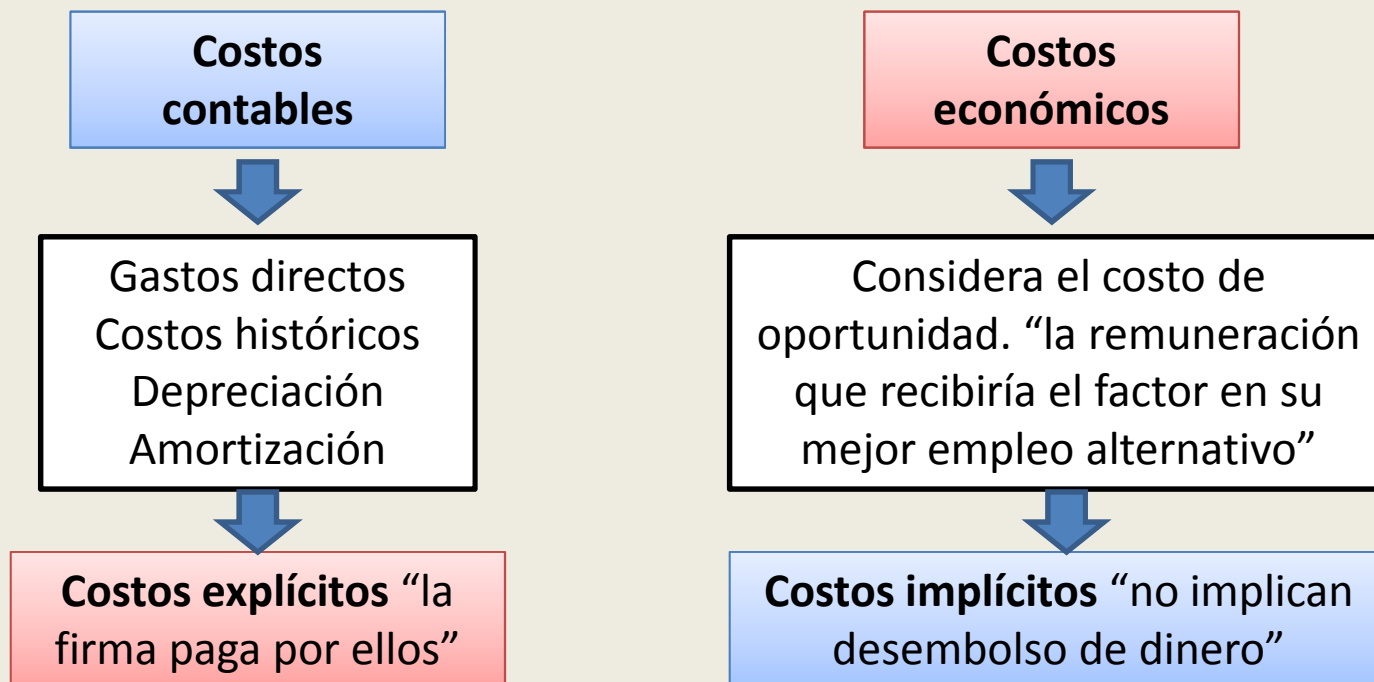 Costos
contables
Gastos directos
Costos históricos
Depreciación
Amortización
Costos explícitos “la
firma paga por ellos”
Costos
económicos
Considera el costo de
oportunidad. “la remuneración
que recibiría el factor en su
mejor empleo alternativo”
Costos implícitos “no implican
desembolso de dinero”